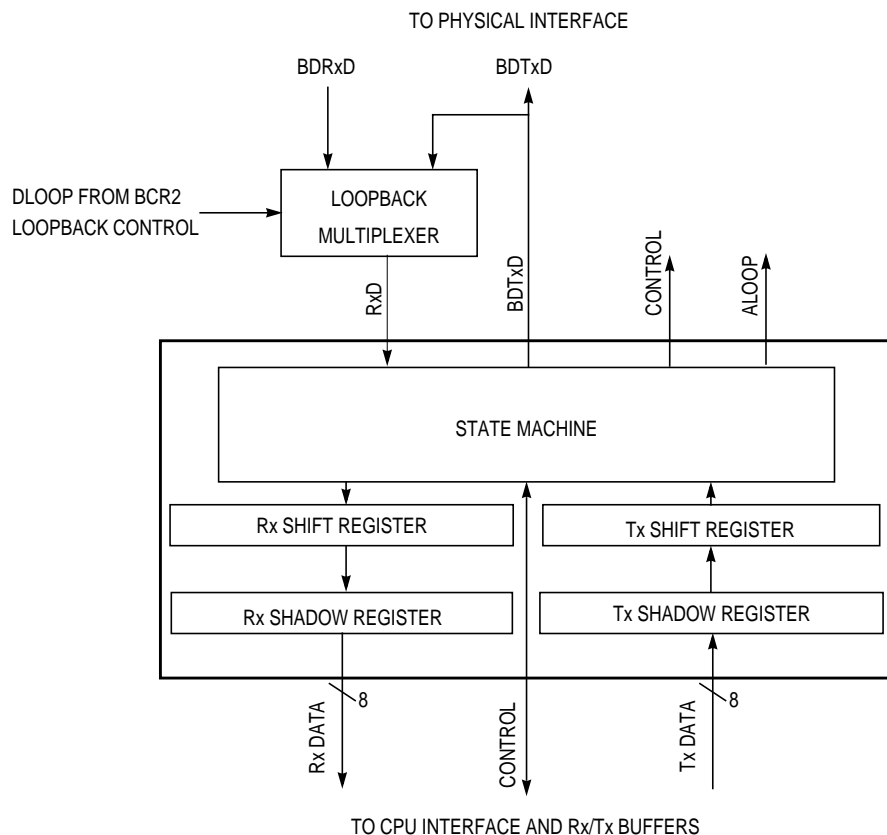 TO PHYSICAL INTERFACE
BDRxD
BDTxD
DLOOP FROM BCR2
LOOPBACK CONTROL
LOOPBACK
MULTIPLEXER
RxD
BDTxD
CONTROL
ALOOP
STATE MACHINE
Rx SHIFT REGISTER
Tx SHIFT REGISTER
Rx SHADOW REGISTER
Tx SHADOW REGISTER
8
8
Rx DATA
CONTROL
Tx DATA
TO CPU INTERFACE AND Rx/Tx BUFFERS